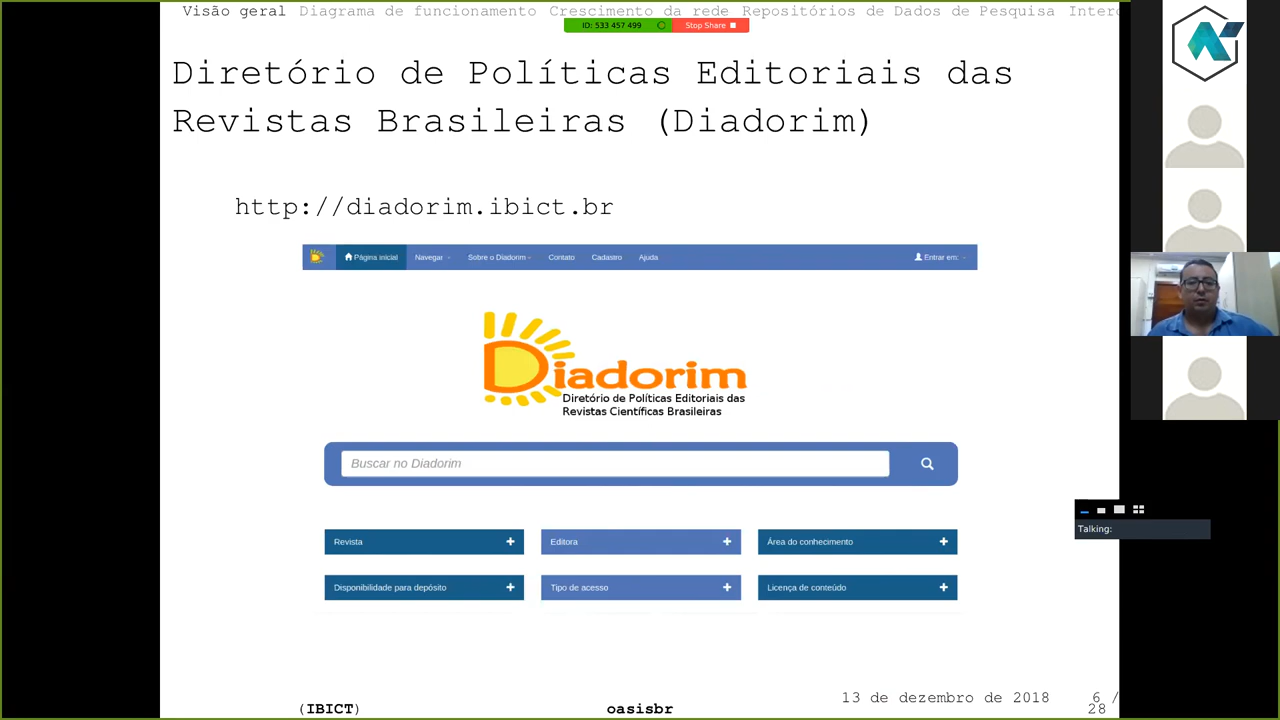 Visão geral Diagrama de funcionamento Crescimento da rede Repositórios de Dados de Pesquisa
ID: 533 457 499 Stop Share
Diretório de Políticas Editoriais das
Revistas Brasileiras (Diadorim)
http://diadorim.ibict.br
Página inicial Navegar Sobre o Diadorim Contato Cadastro Ajuda Entrar em:
Diadorim
Diretório de Políticas Editoriais das
Revistas Científicas Brasileiras
Buscar no Diadorim
Revista + Editora + Área do conhecimento +
Disponibilidade para depósito + Tipo de acesso + Licença de conteúdo +
Talking:
13 de dezembro de 2018 6 /
(IBICT) oasisbr 28